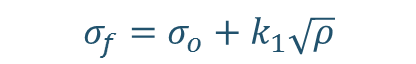 σ_f = σ_o + k_1√ρ